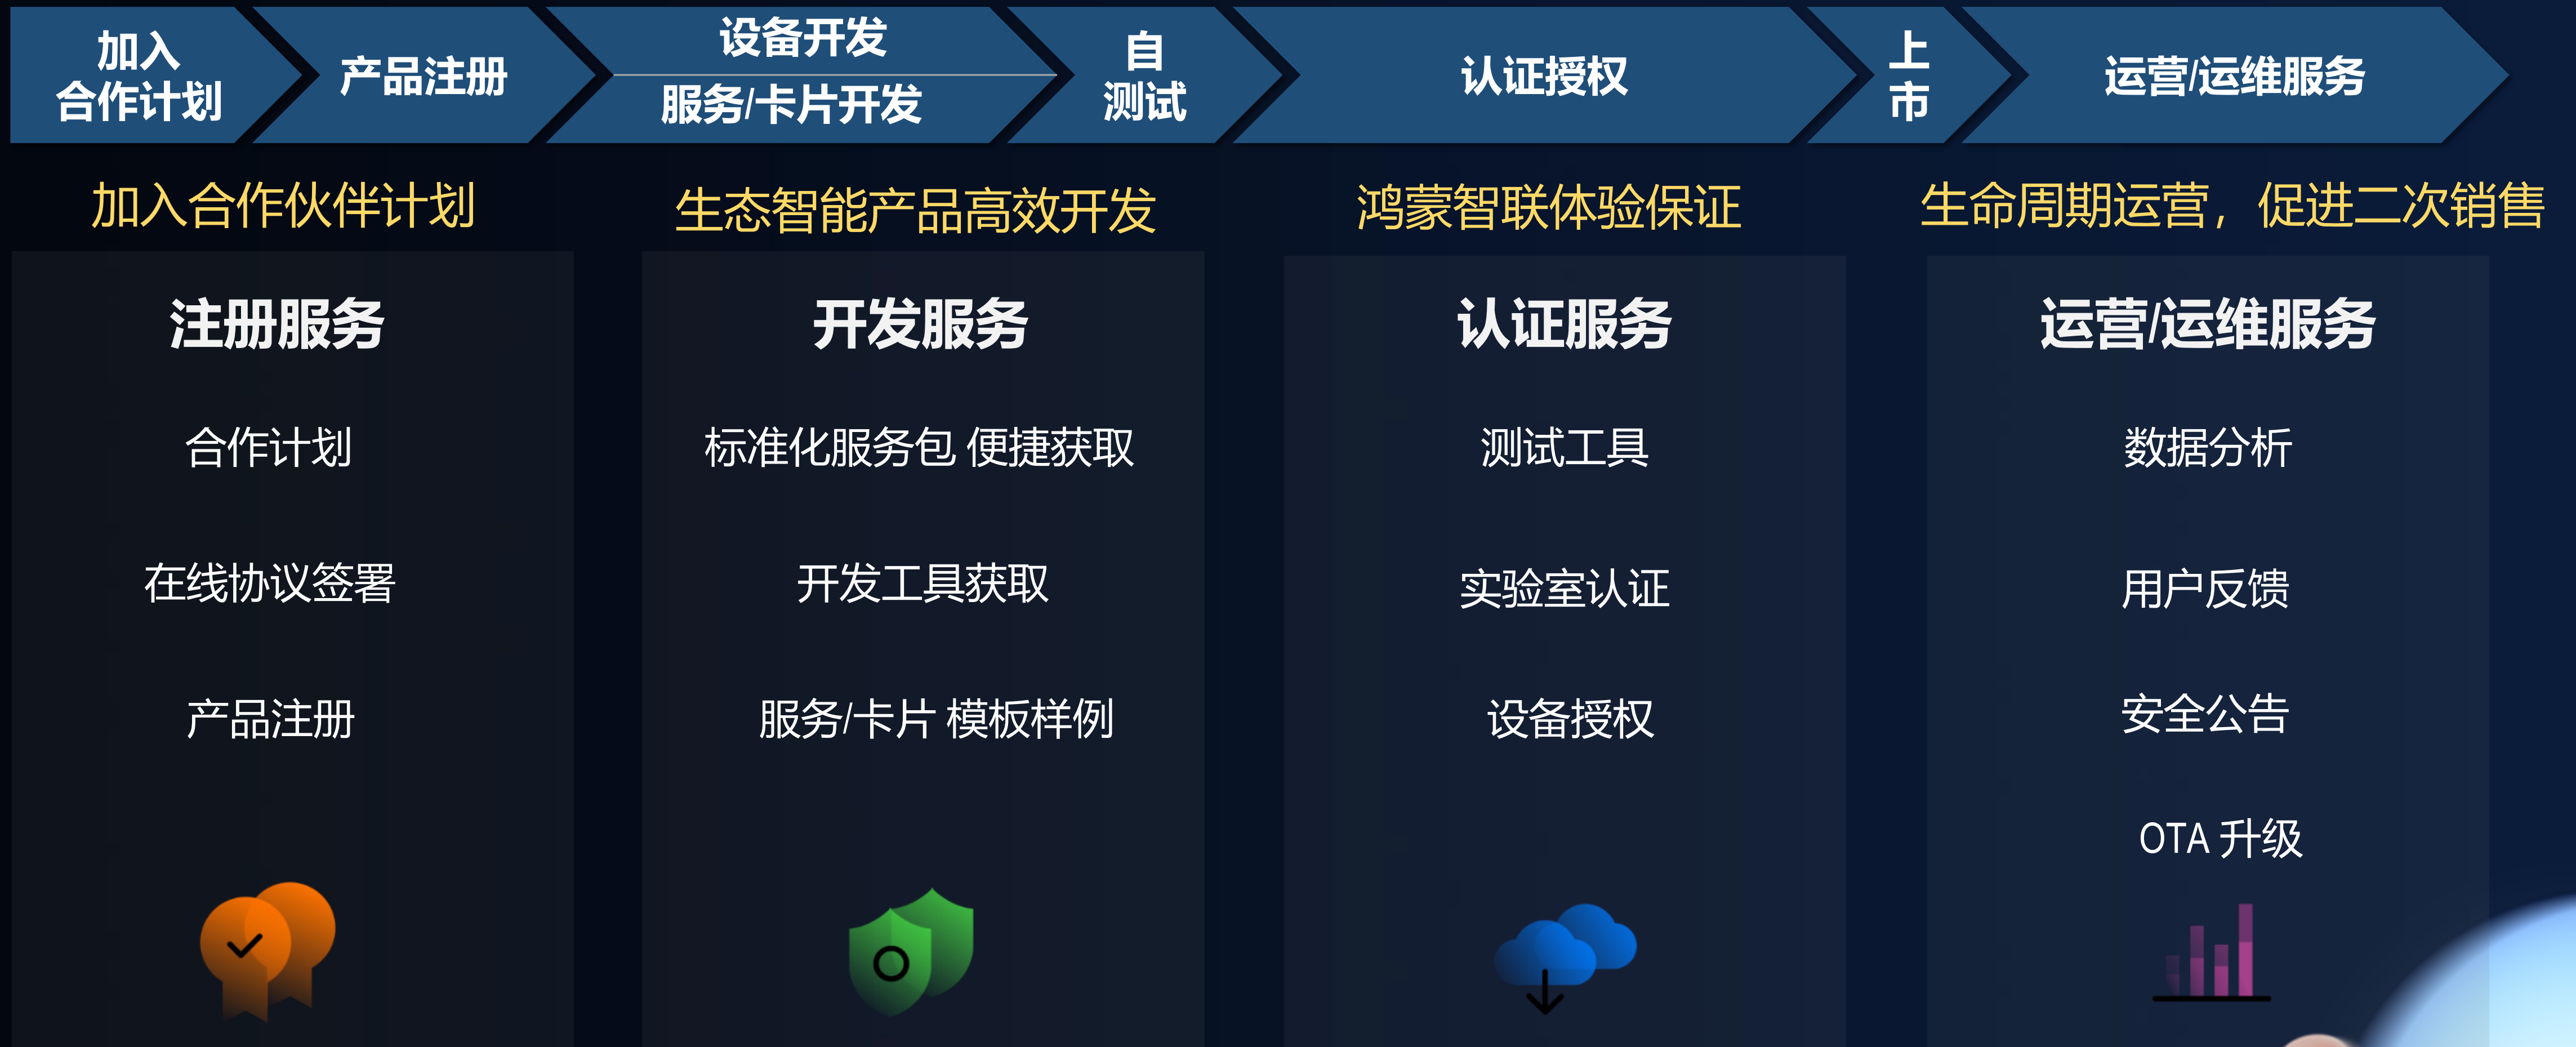 加入
合作计划
产品注册
设备开发
服务/卡片开发
自
测试
认证授权
上
市
运营/运维服务
加入合作伙伴计划
生态智能产品高效开发
鸿蒙智联体验保证
生命周期运营，促进二次销售
注册服务
合作计划
在线协议签署
产品注册
开发服务
标准化服务包 便捷获取
开发工具获取
服务/卡片 模板样例
认证服务
测试工具
实验室认证
设备授权
运营/运维服务
数据分析
用户反馈
安全公告
OTA 升级